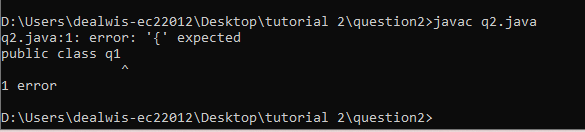 D:\Users\dealwis-ec22012\Desktop\tutorial 2\question2>javac q2.java
q2.java:1: error: '{' expected
public class q1
^
1 error
D:\Users\dealwis-ec22012\Desktop\tutorial 2\question2>